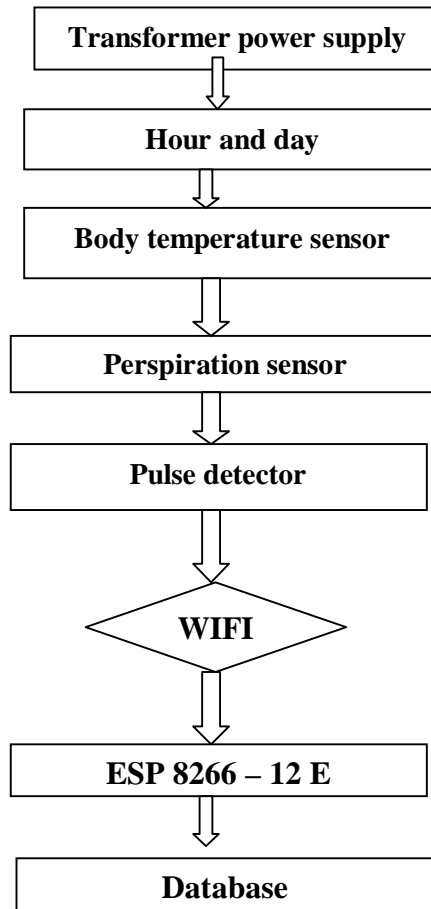 Transformer power supply
Hour and day
Body temperature sensor
Perspiration sensor
Pulse detector
WIFI
ESP 8266 – 12 E
Database